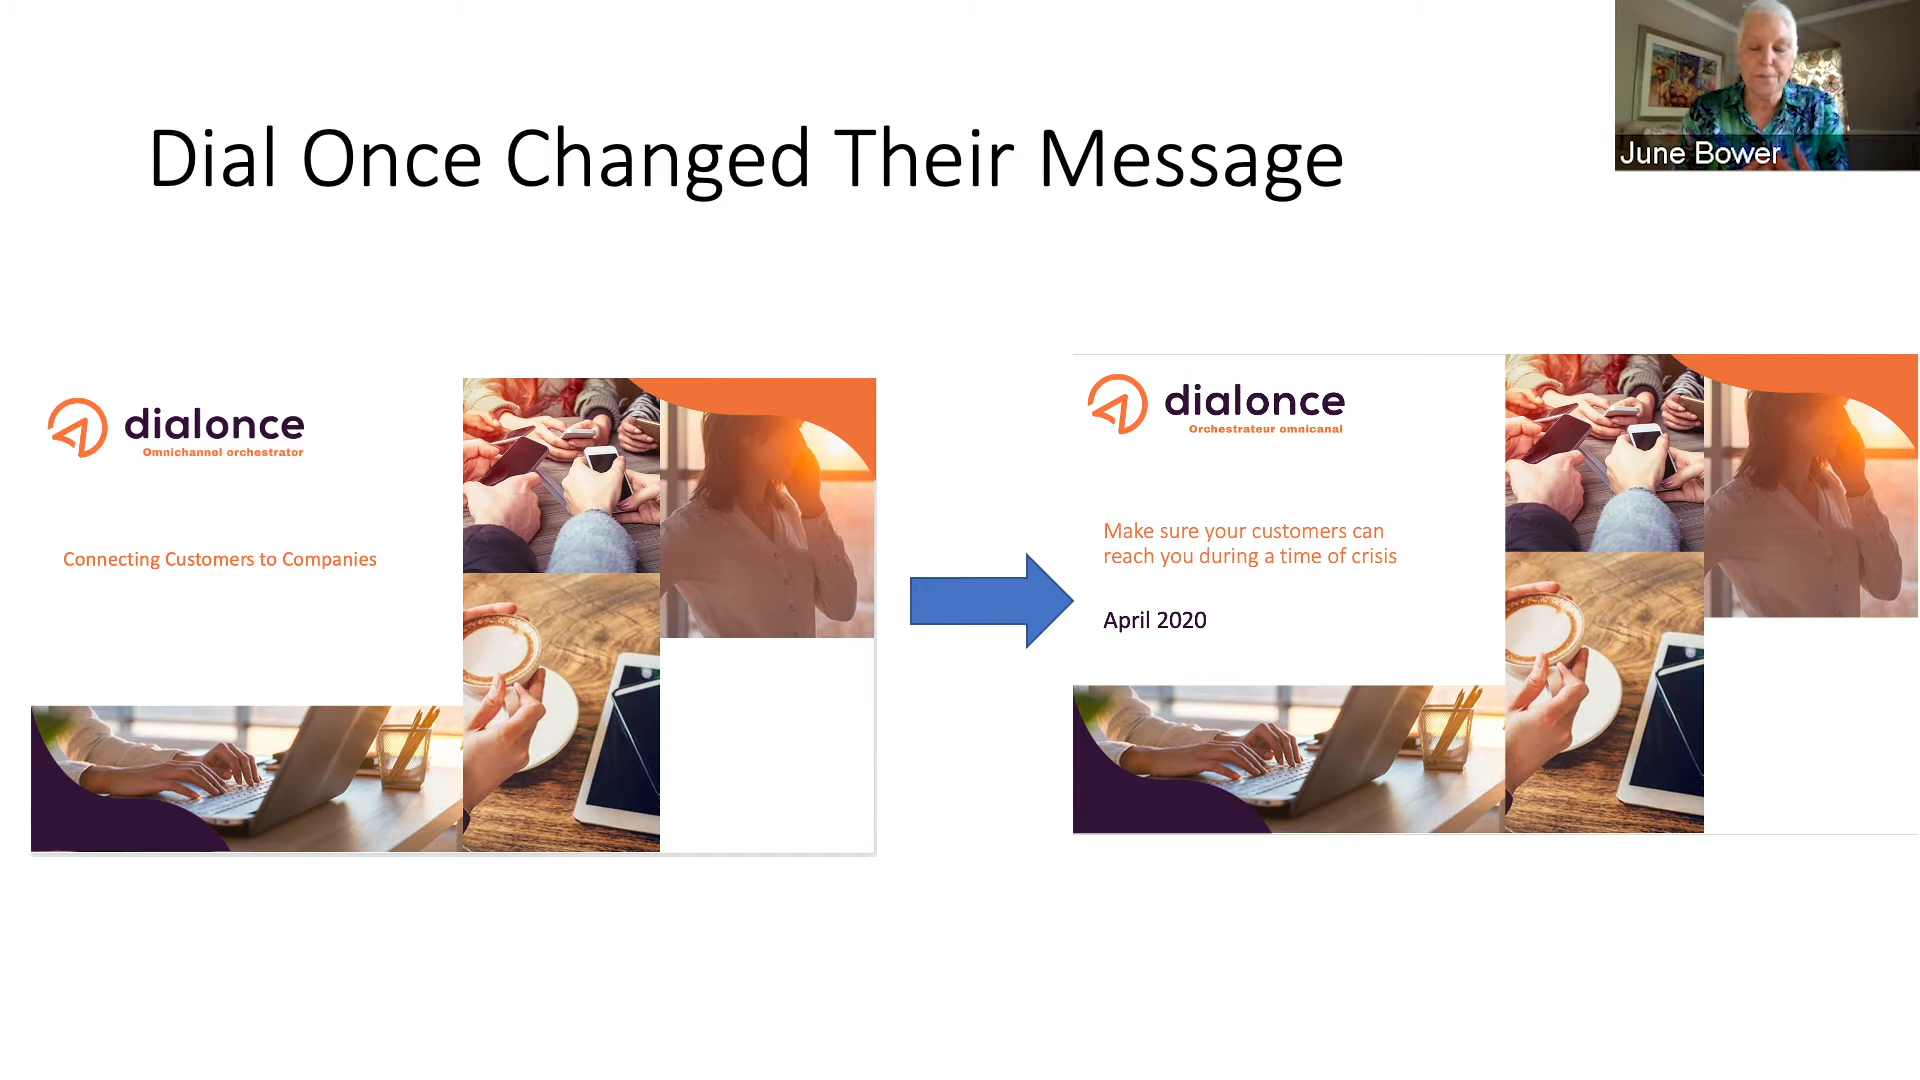 Dial Once Changed Their Message
June Bower
dialonce
Omnichannel orchestrator
Connecting Customers to Companies
dialonce
Orchestrateur omnicanal
Make sure your customers can
reach you during a time of crisis
April 2020